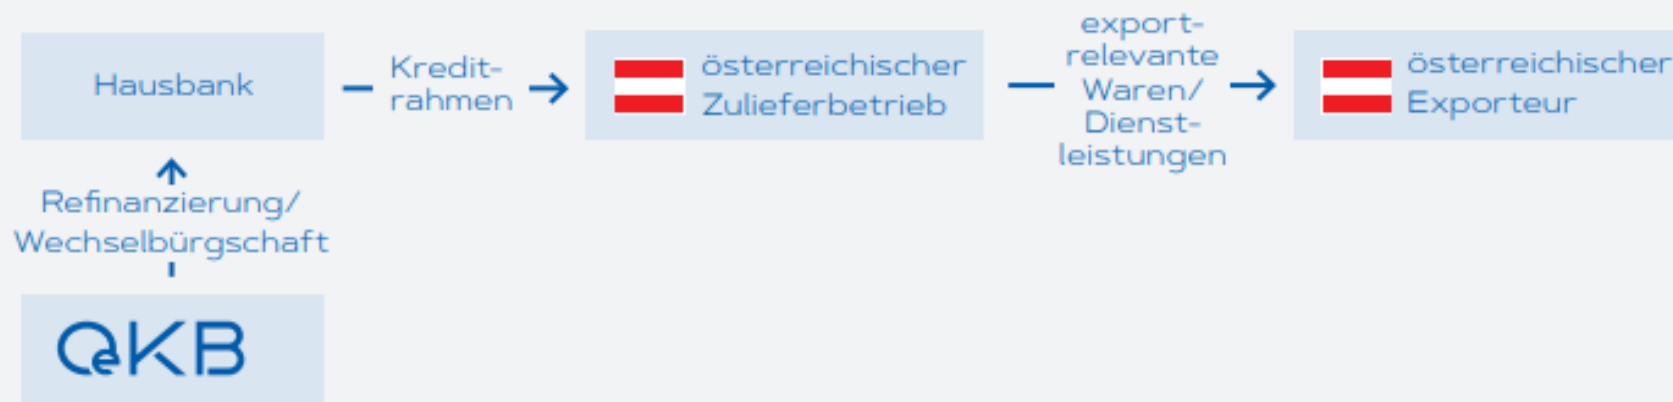 Hausbank
Kredit-
rahmen
österreichischer
Zulieferbetrieb
export-
relevante
Waren/
Dienst-
leistungen
österreichischer
Exporteur
Refinanzierung/
Wechselbürgschaft
OeKB